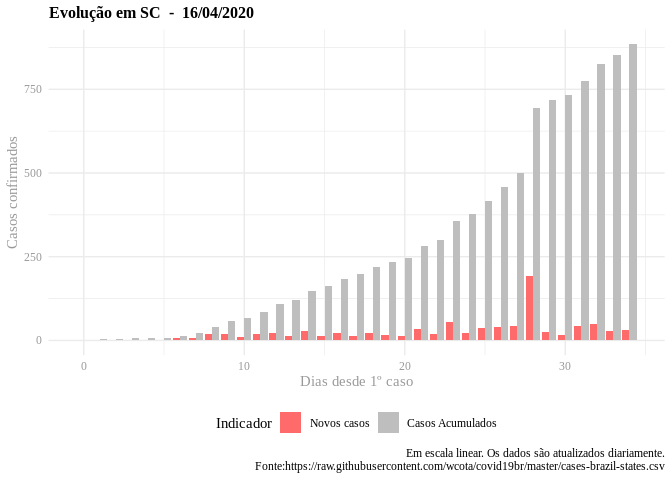 Evolução em SC - 16/04/2020
Casos confirmados
750
500
250
0
0
10
20
30
Dias desde 1º caso
Indicador
Novos casos
Casos Acumulados
Em escala linear. Os dados são atualizados diariamente.
Fonte:https://raw.githubusercontent.com/wcota/covid19br/master/cases-brazil-states.csv